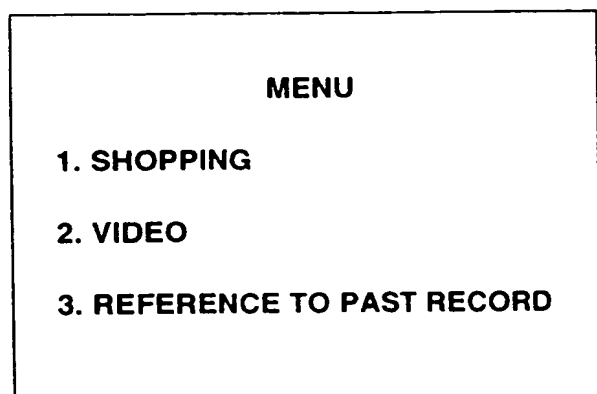 MENU
1. SHOPPING
2. VIDEO
3. REFERENCE TO PAST RECORD